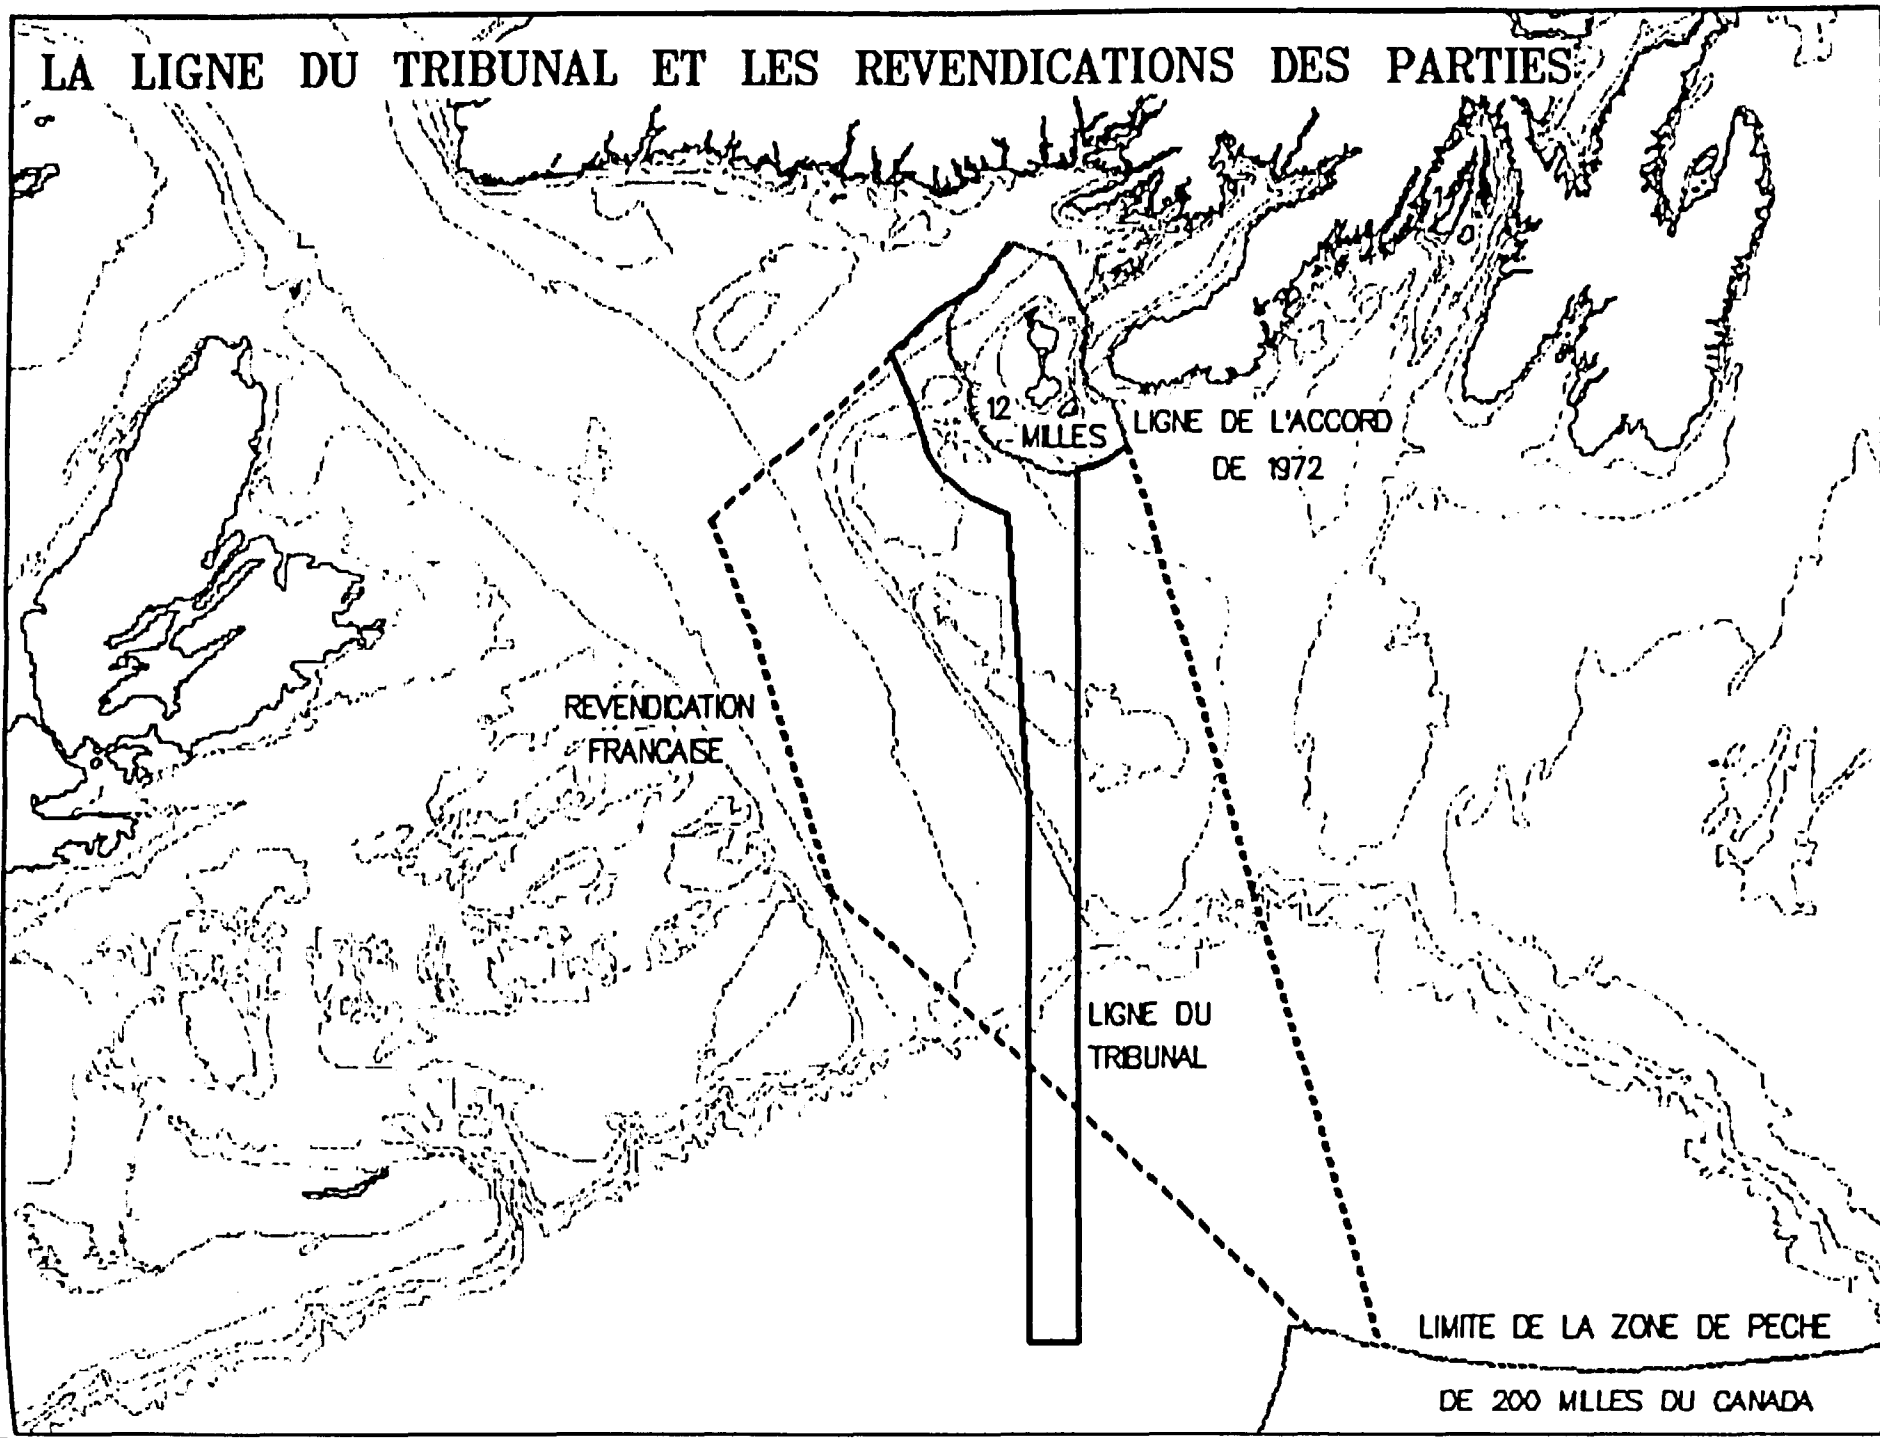 LA LIGNE DU TRIBUNAL ET LES REVENDICATIONS DES PARTIES
12
MILLES
LIGNE DE L'ACCORD
DE 1972
REVENDICATION
FRANCAISE
LIGNE DU
TRIBUNAL
LIMITE DE LA ZONE DE PECHE
DE 200 MILLES DU CANADA